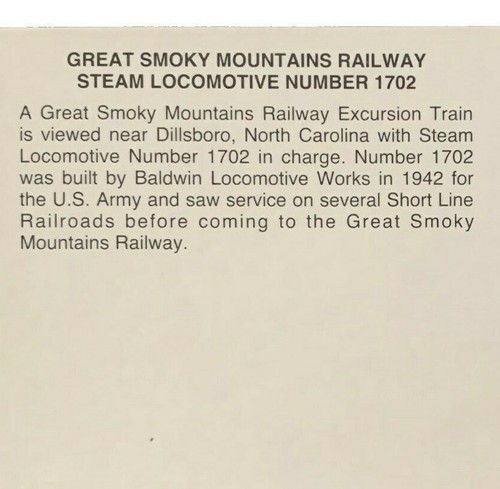 GREAT SMOKY MOUNTAINS RAILWAY
STEAM LOCOMOTIVE NUMBER 1702
A Great Smoky Mountains Railway Excursion Train
is viewed near Dillsboro, North Carolina with Steam
Locomotive Number 1702 in charge. Number 1702
was built by Baldwin Locomotive Works in 1942 for
the U.S. Army and saw service on several Short Line
Railroads before coming to the Great Smoky
Mountains Railway.